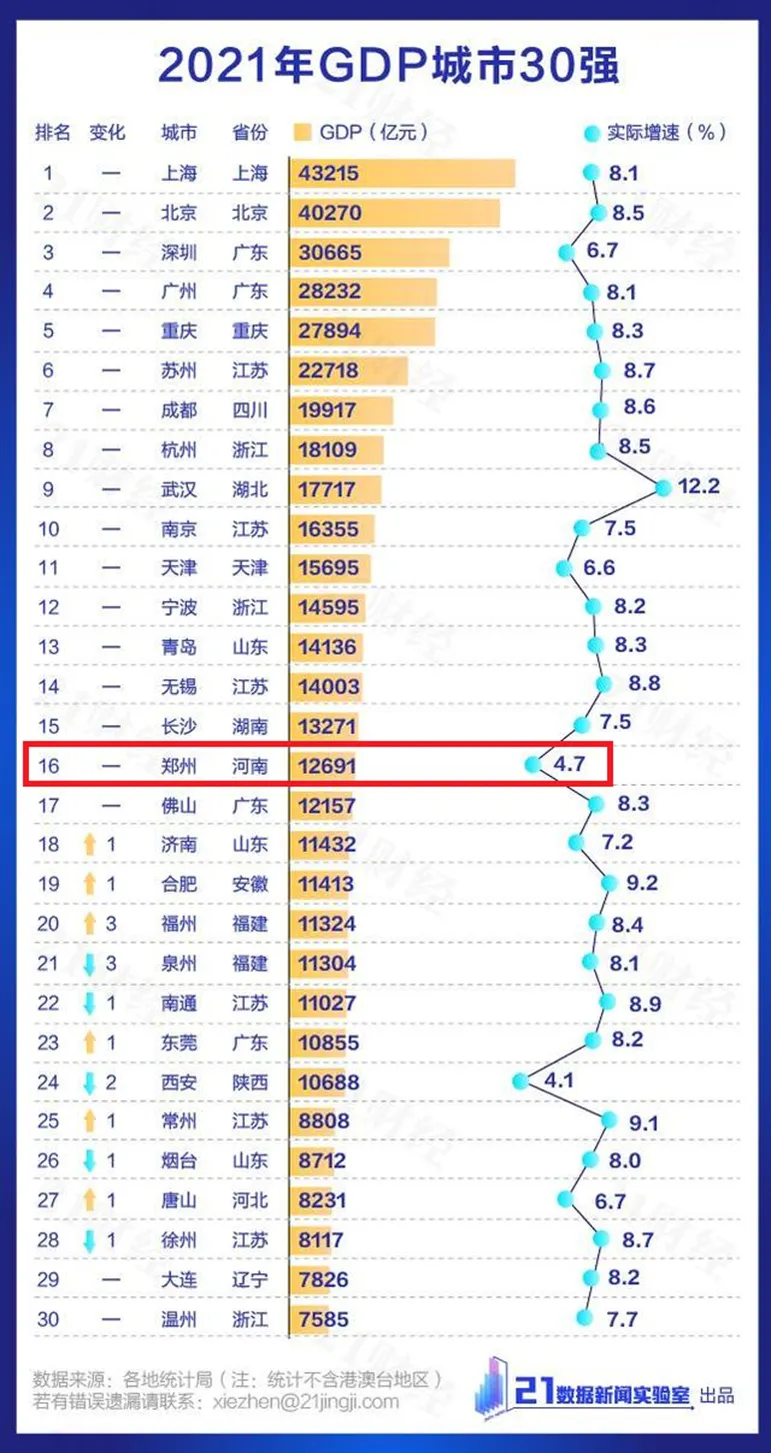 2021年GDP城市30强
排名 变化 城市 省份 GDP（亿元） 实际增速（%）
1 — 上海 上海 43215 8.1
2 — 北京 北京 40270 8.5
3 — 深圳 广东 30665 6.7
4 — 广州 广东 28232 8.1
5 — 重庆 重庆 27894 8.3
6 — 苏州 江苏 22718 8.7
7 — 成都 四川 19917 8.6
8 — 杭州 浙江 18109 8.5
9 — 武汉 湖北 17717 12.2
10 — 南京 江苏 16355 7.5
11 — 天津 天津 15695 6.6
12 — 宁波 浙江 14595 8.2
13 — 青岛 山东 14136 8.3
14 — 无锡 江苏 14003 8.8
15 — 长沙 湖南 13271 7.5
16 — 郑州 河南 12691 4.7
17 — 佛山 广东 12157 8.3
18 1 济南 山东 11432 7.2
19 1 合肥 安徽 11413 9.2
20 3 福州 福建 11324 8.4
21 3 泉州 福建 11304 8.1
22 1 南通 江苏 11027 8.9
23 1 东莞 广东 10855 8.2
24 2 西安 陕西 10688 4.1
25 1 常州 江苏 8808 9.1
26 1 烟台 山东 8712 8.0
27 1 唐山 河北 8231 6.7
28 1 徐州 江苏 8117 8.7
29 — 大连 辽宁 7826 8.2
30 — 温州 浙江 7585 7.7
数据来源：各地统计局（注：统计不含港澳台地区）
若有错误遗漏请联系：xiezhen@21jingji.com
21数据新闻实验室 出品